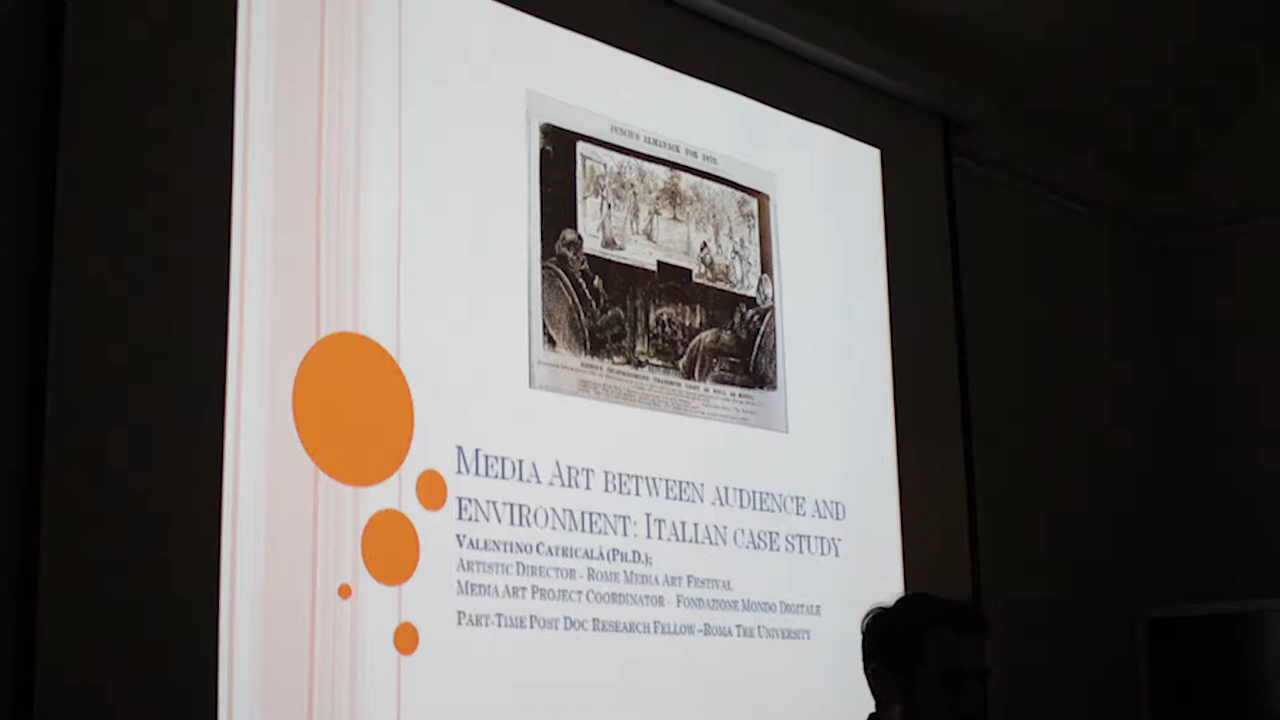 PUNCH'S ALMANACK FOR 1879.
MEDIA ART BETWEEN AUDIENCE AND
ENVIRONMENT: ITALIAN CASE STUDY
VALENTINO CATRICALÀ (PH.D.);
ARTISTIC DIRECTOR - ROME MEDIA ART FESTIVAL
MEDIA ART PROJECT COORDINATOR - FONDAZIONE MONDO DIGITALE
PART-TIME POST DOC RESEARCH FELLOW –ROMA TRE UNIVERSITY